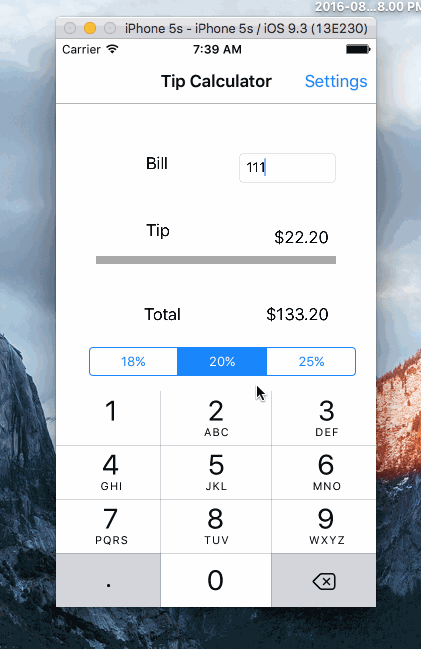 2016-08...8.00 PM
iPhone 5s - iPhone 5s / iOS 9.3 (13E230)
Carrier 7:39 AM
Tip Calculator Settings
Bill 111
Tip $22.20
Total $133.20
18% 20% 25%
1 2 3
ABC DEF
4 5 6
GHI JKL MNO
7 8 9
PQRS TUV WXYZ
. 0